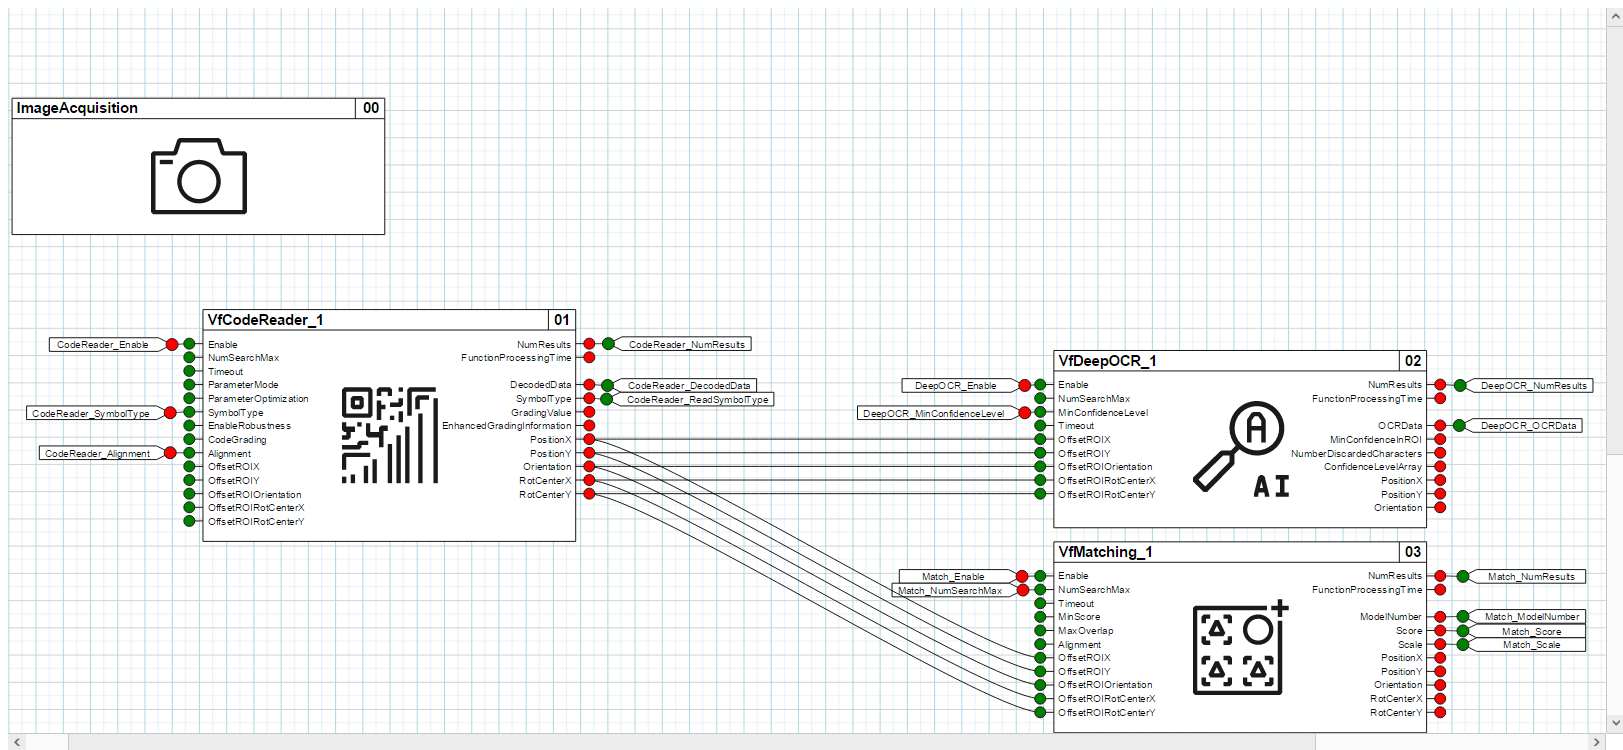 ImageAcquisition 00
VfCodeReader_1 01
CodeReader_Enable
CodeReader_SymbolType
CodeReader_Alignment
Enable
NumSearchMax
Timeout
ParameterMode
ParameterOptimization
SymbolType
EnableRobustness
CodeGrading
Alignment
OffsetROIX
OffsetROIY
OffsetROIOrientation
OffsetROIRotCenterX
OffsetROIRotCenterY
NumResults
FunctionProcessingTime
DecodedData
SymbolType
GradingValue
EnhancedGradingInformation
PositionX
PositionY
Orientation
RotCenterX
RotCenterY
CodeReader_NumResults
CodeReader_DecodedData
CodeReader_ReadSymbolType
VfDeepOCR_1 02
DeepOCR_Enable
DeepOCR_MinConfidenceLevel
Enable
NumSearchMax
MinConfidenceLevel
Timeout
OffsetROIX
OffsetROIY
OffsetROIOrientation
OffsetROIRotCenterX
OffsetROIRotCenterY
A
AI
NumResults
FunctionProcessingTime
OCRData
MinConfidenceInROI
NumberDiscardedCharacters
ConfidenceLevelArray
PositionX
PositionY
Orientation
DeepOCR_NumResults
DeepOCR_OCRData
VfMatching_1 03
Match_Enable
Match_NumSearchMax
Enable
NumSearchMax
Timeout
MinScore
MaxOverlap
Alignment
OffsetROIX
OffsetROIY
OffsetROIOrientation
OffsetROIRotCenterX
OffsetROIRotCenterY
NumResults
FunctionProcessingTime
ModelNumber
Score
Scale
PositionX
PositionY
Orientation
RotCenterX
RotCenterY
Match_NumResults
Match_ModelNumber
Match_Score
Match_Scale